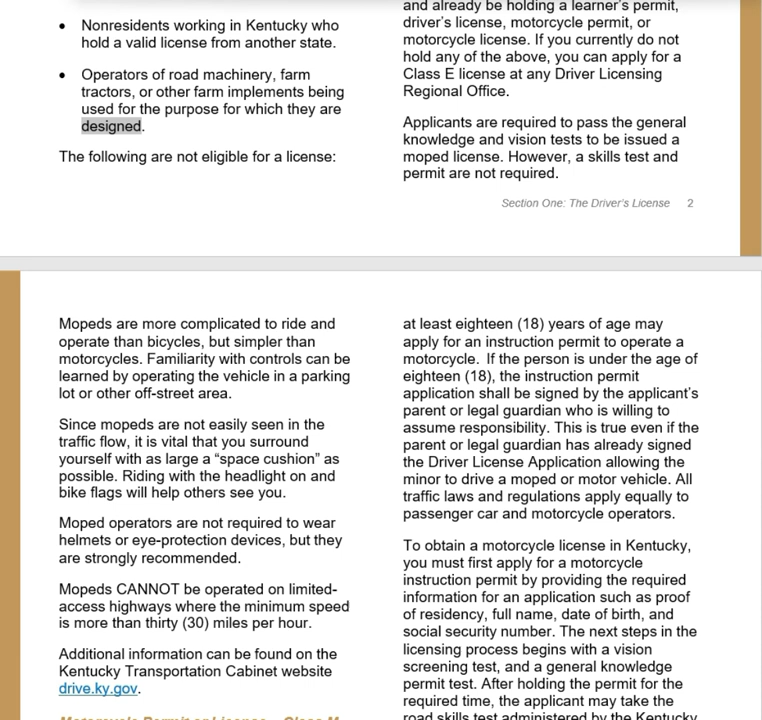 • Nonresidents working in Kentucky who
hold a valid license from another state.
• Operators of road machinery, farm
tractors, or other farm implements being
used for the purpose for which they are
designed.
The following are not eligible for a license:
and already be holding a learner's permit,
driver's license, motorcycle permit, or
motorcycle license. If you currently do not
hold any of the above, you can apply for a
Class E license at any Driver Licensing
Regional Office.
Applicants are required to pass the general
knowledge and vision tests to be issued a
moped license. However, a skills test and
permit are not required.
Section One: The Driver's License 2
Mopeds are more complicated to ride and
operate than bicycles, but simpler than
motorcycles. Familiarity with controls can be
learned by operating the vehicle in a parking
lot or other off-street area.
Since mopeds are not easily seen in the
traffic flow, it is vital that you surround
yourself with as large a “space cushion” as
possible. Riding with the headlight on and
bike flags will help others see you.
Moped operators are not required to wear
helmets or eye-protection devices, but they
are strongly recommended.
Mopeds CANNOT be operated on limited-
access highways where the minimum speed
is more than thirty (30) miles per hour.
Additional information can be found on the
Kentucky Transportation Cabinet website
drive.ky.gov.
Motorcycle Permit or License – Class M
at least eighteen (18) years of age may
apply for an instruction permit to operate a
motorcycle. If the person is under the age of
eighteen (18), the instruction permit
application shall be signed by the applicant's
parent or legal guardian who is willing to
assume responsibility. This is true even if the
parent or legal guardian has already signed
the Driver License Application allowing the
minor to drive a moped or motor vehicle. All
traffic laws and regulations apply equally to
passenger car and motorcycle operators.
To obtain a motorcycle license in Kentucky,
you must first apply for a motorcycle
instruction permit by providing the required
information for an application such as proof
of residency, full name, date of birth, and
social security number. The next steps in the
licensing process begins with a vision
screening test, and a general knowledge
permit test. After holding the permit for the
required time, the applicant may take the
road skills test administered by the Kentucky